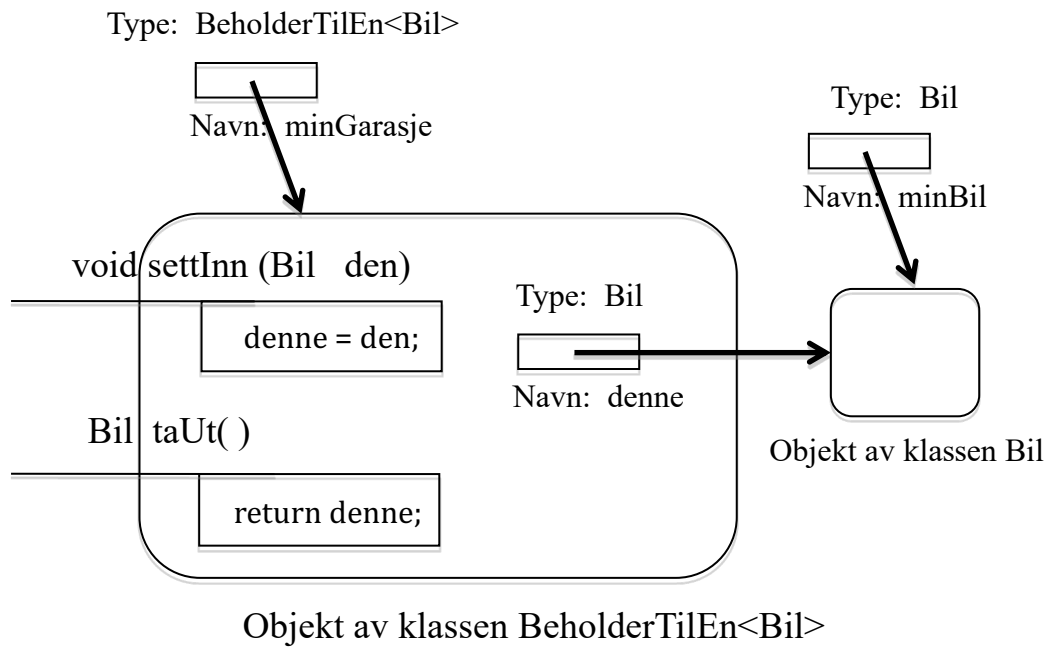 Type: BeholderTilEn<Bil>
Navn: minGarasje
Type: Bil
Navn: minBil
void settInn (Bil den)
denne = den;
Type: Bil
Navn: denne
Bil taUt( )
return denne;
Objekt av klassen Bil
Objekt av klassen BeholderTilEn<Bil>